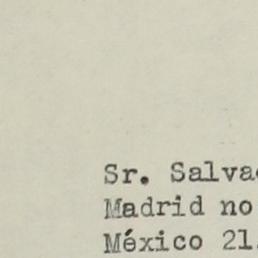 Sr. Salva
Madrid no
México 21